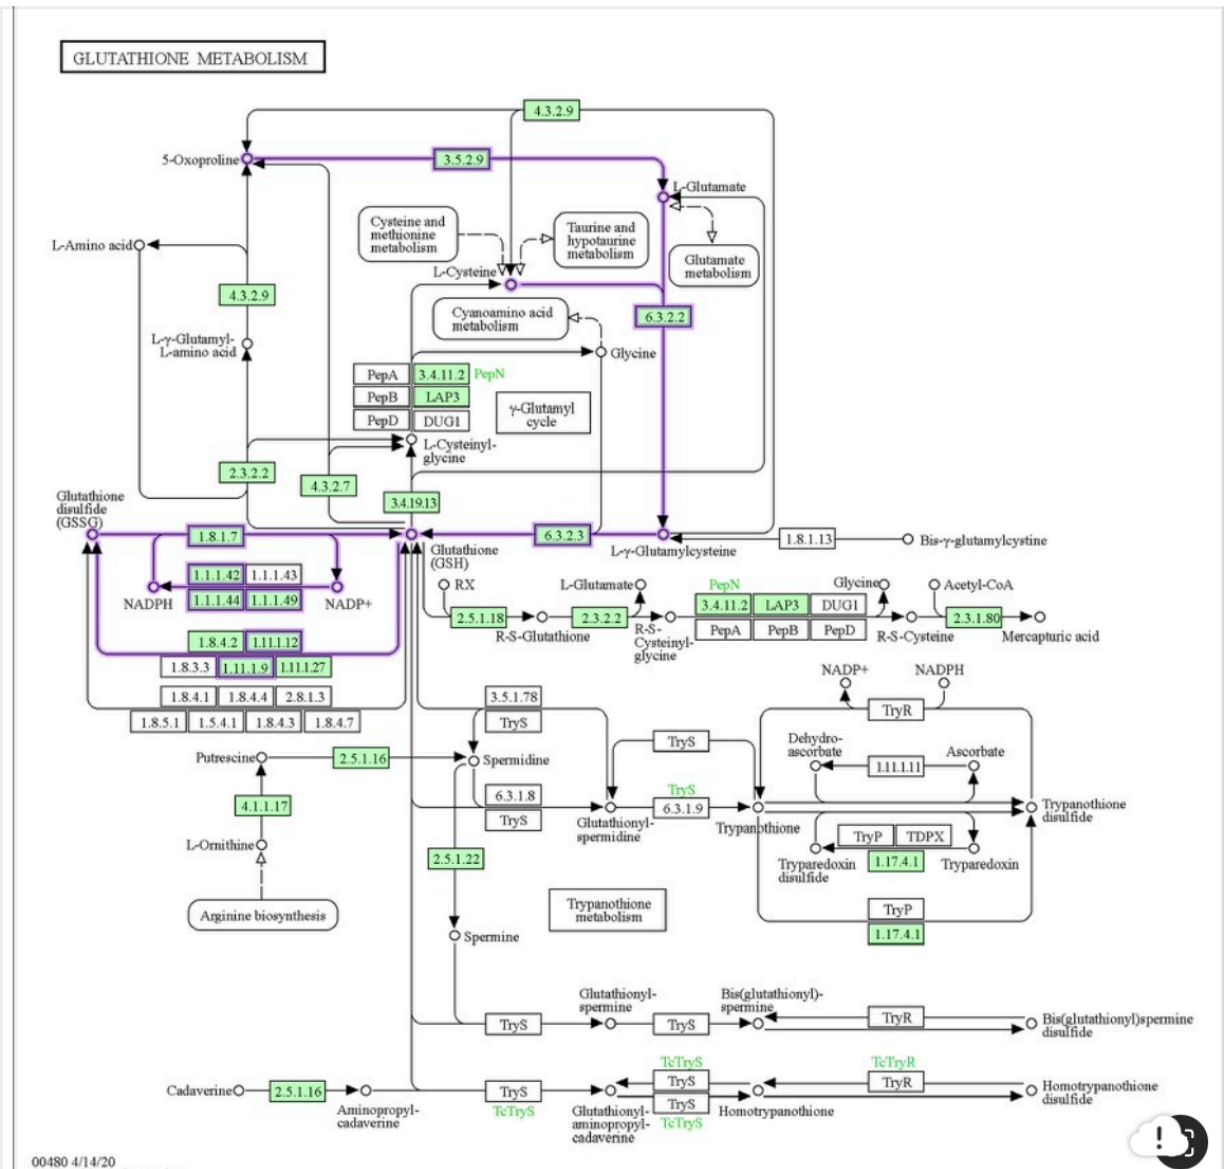 GLUTATHIONE METABOLISM
4.3.2.9
5-Oxoproline
3.5.2.9
L-Glutamate
Cysteine and
methionine
metabolism
Taurine and
hypotaurine
metabolism
L-Amino acid
Glutamate
metabolism
L-Cysteine
4.3.2.9
Cyanoamino acid
metabolism
6.3.2.2
L-γ-Glutamyl-
L-amino acid
Glycine
PepA 3.4.11.2 PepN
PepB LAP3
PepD DUG1
γ-Glutamyl
cycle
L-Cysteinyl-
glycine
2.3.2.2
4.3.2.7
3.4.19.13
Glutathione
disulfide
(GSSG)
1.8.1.7
6.3.2.3
Glutathione
(GSH)
L-γ-Glutamylcysteine
1.8.1.13
Bis-γ-glutamylcystine
1.1.1.42 1.1.1.43
1.1.1.44 1.1.1.49
NADPH
NADP+
RX
L-Glutamate
PepN
Glycine
Acetyl-CoA
2.5.1.18
R-S-Glutathione
2.3.2.2
R-S-
Cysteinyl-
glycine
3.4.11.2 LAP3 DUG1
PepA PepB PepD
R-S-Cysteine
2.3.1.80
Mercapturic acid
1.8.4.2 1.11.1.12
1.8.3.3 1.11.1.9 1.11.1.27
1.8.4.1 1.8.4.4 2.8.1.3
1.8.5.1 1.5.4.1 1.8.4.3 1.8.4.7
3.5.1.78
TryS
NADP+
NADPH
TryR
Putrescine
2.5.1.16
Spermidine
TryS
Dehydro-
ascorbate
Ascorbate
1.11.1.11
4.1.1.17
6.3.1.8
TryS
Glutathionyl-
spermidine
TryS
6.3.1.9
Trypanothione
Trypanothione
disulfide
L-Ornithine
2.5.1.22
TryP TDPX
1.17.4.1
Tryparedoxin
disulfide
Tryparedoxin
Arginine biosynthesis
Trypanothione
metabolism
TryP
1.17.4.1
Spermine
Glutathionyl-
spermine
Bis(glutathionyl)-
spermine
TryS
TryS
TryR
Bis(glutathionyl)spermine
disulfide
Cadaverine
2.5.1.16
Aminopropyl-
cadaverine
TryS
TcTryS
Glutathionyl-
aminopropyl-
cadaverine
TcTryS
TryS
TryS
TcTryS
Homotrypanothione
TcTryR
TryR
Homotrypanothione
disulfide
00480 4/14/20